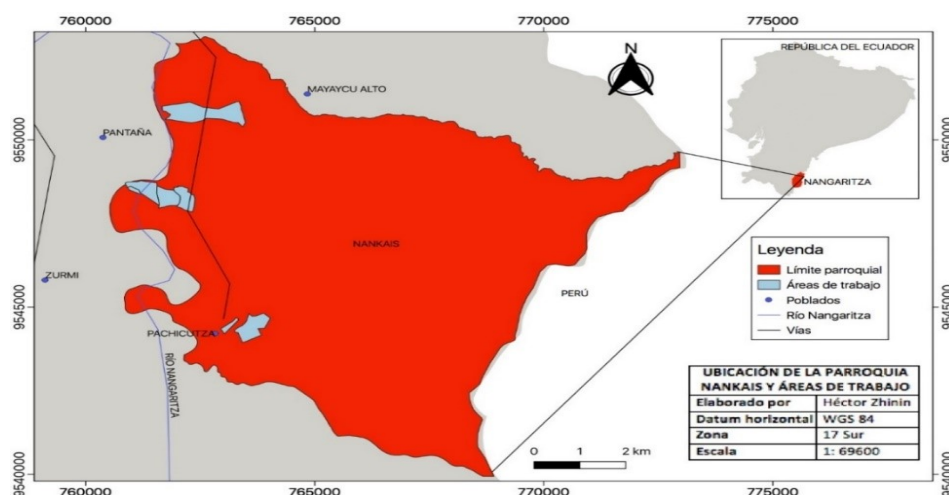 760000 765000 770000 775000
REPÚBLICA DEL ECUADOR
N
MAYAYCU ALTO
PANTAÑA
9550000 9550000
NANGARITZA
NANKAIS
Leyenda
Límite parroquial
Áreas de trabajo
Poblados
Río Nangaritza
Vías
ZURMI
PERÚ
9545000 9545000
PACHICUTZA
RÍO NANGARITZA
UBICACIÓN DE LA PARROQUIA
NANKAIS Y ÁREAS DE TRABAJO
Elaborado por Héctor Zhinin
Datum horizontal WGS 84
Zona 17 Sur
Escala 1: 69600
0 1 2 km
9540000 9540000
760000 765000 770000 775000